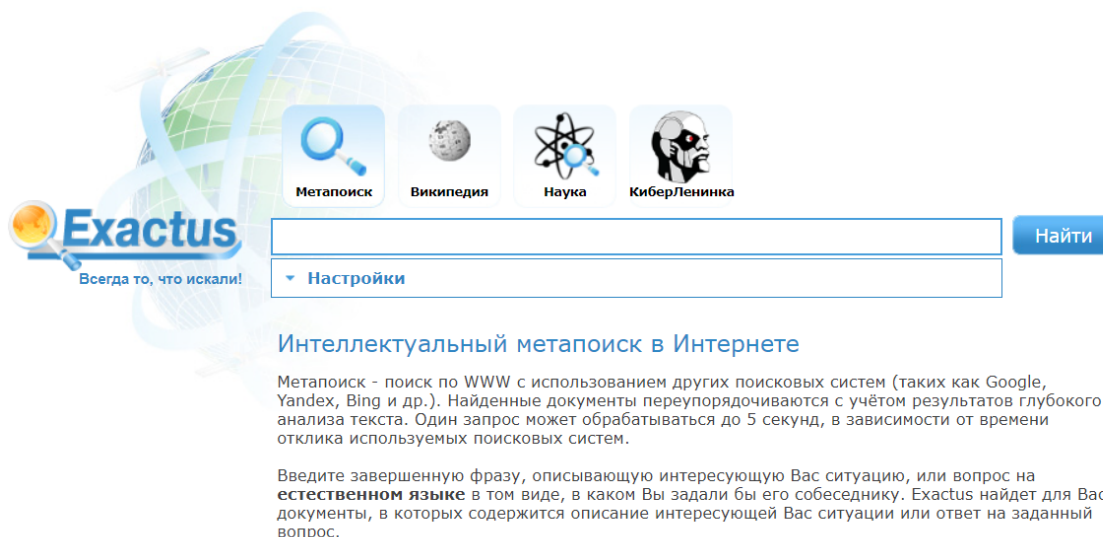 Метапоиск Википедия Наука КиберЛенинка
Exactus
Найти
Всегда то, что искали!
Настройки
Интеллектуальный метапоиск в Интернете
Метапоиск - поиск по WWW с использованием других поисковых систем (таких как Google,
Yandex, Bing и др.). Найденные документы переупорядочиваются с учётом результатов глубокого
анализа текста. Один запрос может обрабатываться до 5 секунд, в зависимости от времени
отклика используемых поисковых систем.
Введите завершенную фразу, описывающую интересующую Вас ситуацию, или вопрос на
естественном языке в том виде, в каком Вы задали бы его собеседнику. Exactus найдет для Вас
документы, в которых содержится описание интересующей Вас ситуации или ответ на заданный
вопрос.